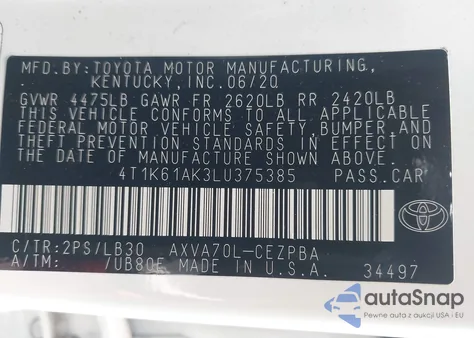 MFD.BY:TOYOTA MOTOR MANUFACTURING,
KENTUCKY,INC.06/20
GVWR 4475LB GAWR FR 2620LB RR 2420LB
THIS VEHICLE CONFORMS TO ALL APPLICABLE
FEDERAL MOTOR VEHICLE SAFETY,BUMPER,AND
THEFT PREVENTION STANDARDS IN EFFECT ON
THE DATE OF MANUFACTURE SHOWN ABOVE.
4T1K61AK3LU375385 PASS.CAR
C/TR:2PS/LB30 AXVA70L-CEZPBA
A/TM: /UB80E MADE IN U.S.A. 34497
autoSnap
Pewne auta z aukcji USA i EU